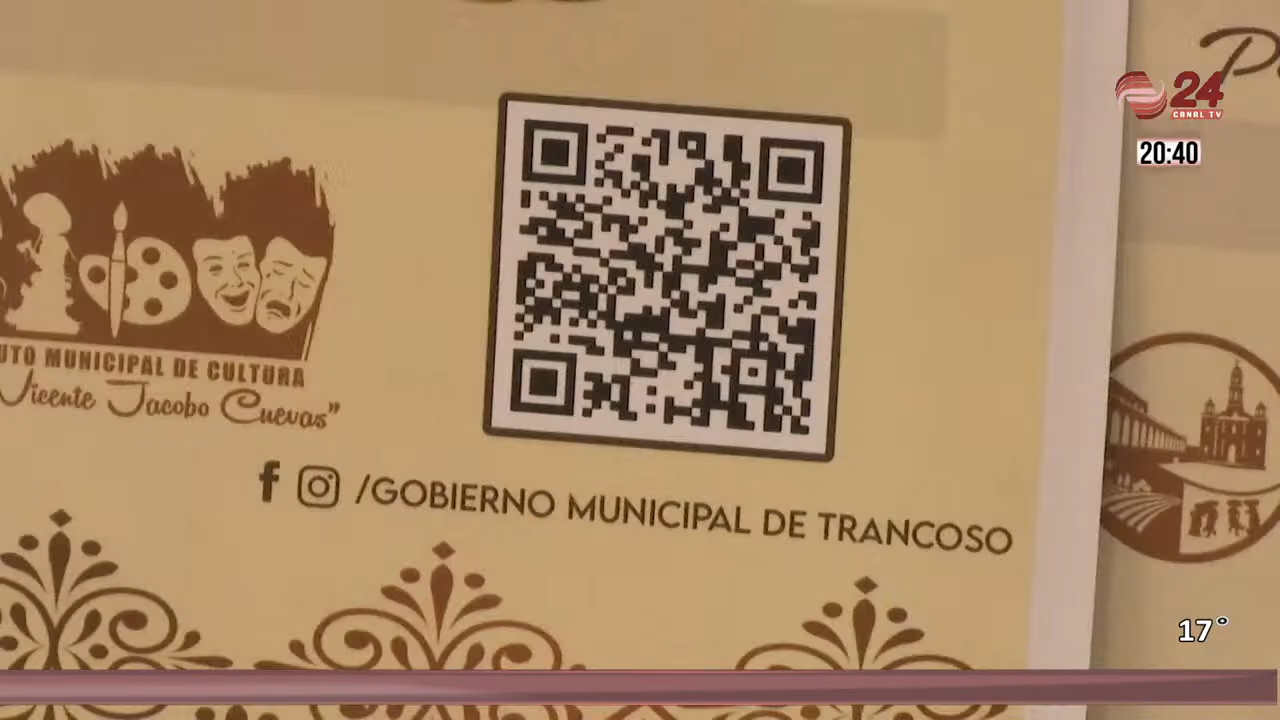 24
CANAL TV
20:40
UTO MUNICIPAL DE CULTURA
Vicente Jacobo Cuevas"
/GOBIERNO MUNICIPAL DE TRANCOSO
17°